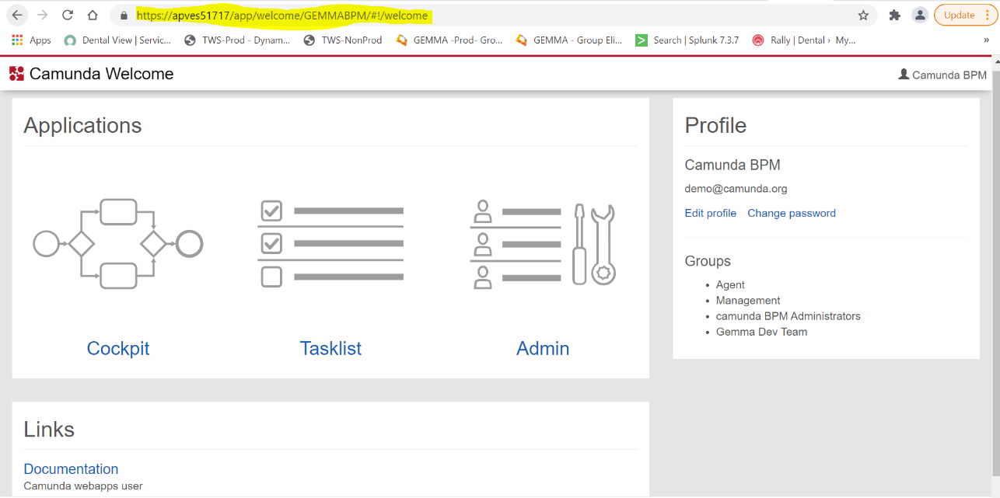 https://apves51717/app/welcome/GEMMABPM/#!/welcome
Update
Apps
Dental View | Servic...
TWS-Prod - Dynam...
TWS-NonProd
GEMMA -Prod- Gro...
GEMMA - Group Eli...
Search | Splunk 7.3.7
Rally | Dental › My...
»
Camunda Welcome
Camunda BPM
Applications
Cockpit
Tasklist
Admin
Profile
Camunda BPM
demo@camunda.org
Edit profile Change password
Groups
• Agent
• Management
• camunda BPM Administrators
• Gemma Dev Team
Links
Documentation
Camunda webapps user